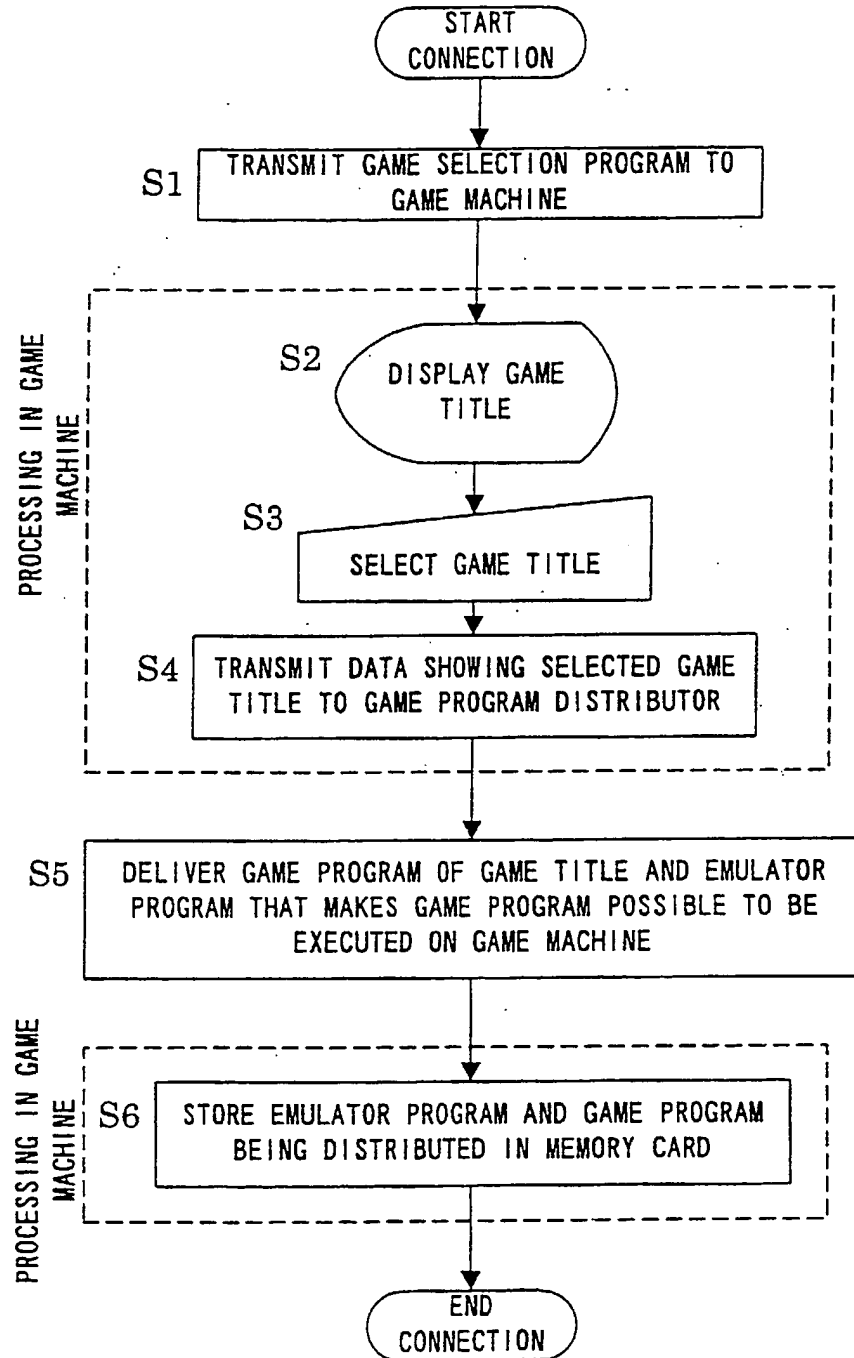 START
CONNECTION
S1
TRANSMIT GAME SELECTION PROGRAM TO
GAME MACHINE
PROCESSING IN GAME
MACHINE
S2
DISPLAY GAME
TITLE
S3
SELECT GAME TITLE
S4
TRANSMIT DATA SHOWING SELECTED GAME
TITLE TO GAME PROGRAM DISTRIBUTOR
S5
DELIVER GAME PROGRAM OF GAME TITLE AND EMULATOR
PROGRAM THAT MAKES GAME PROGRAM POSSIBLE TO BE
EXECUTED ON GAME MACHINE
PROCESSING IN GAME
MACHINE
S6
STORE EMULATOR PROGRAM AND GAME PROGRAM
BEING DISTRIBUTED IN MEMORY CARD
END
CONNECTION